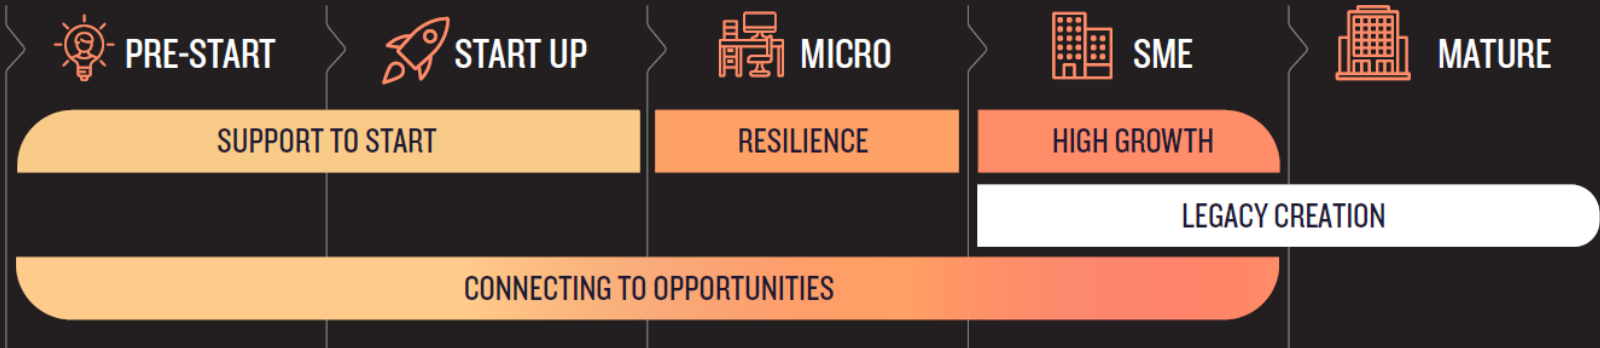 PRE-START
START UP
MICRO
SME
MATURE
SUPPORT TO START
RESILIENCE
HIGH GROWTH
LEGACY CREATION
CONNECTING TO OPPORTUNITIES